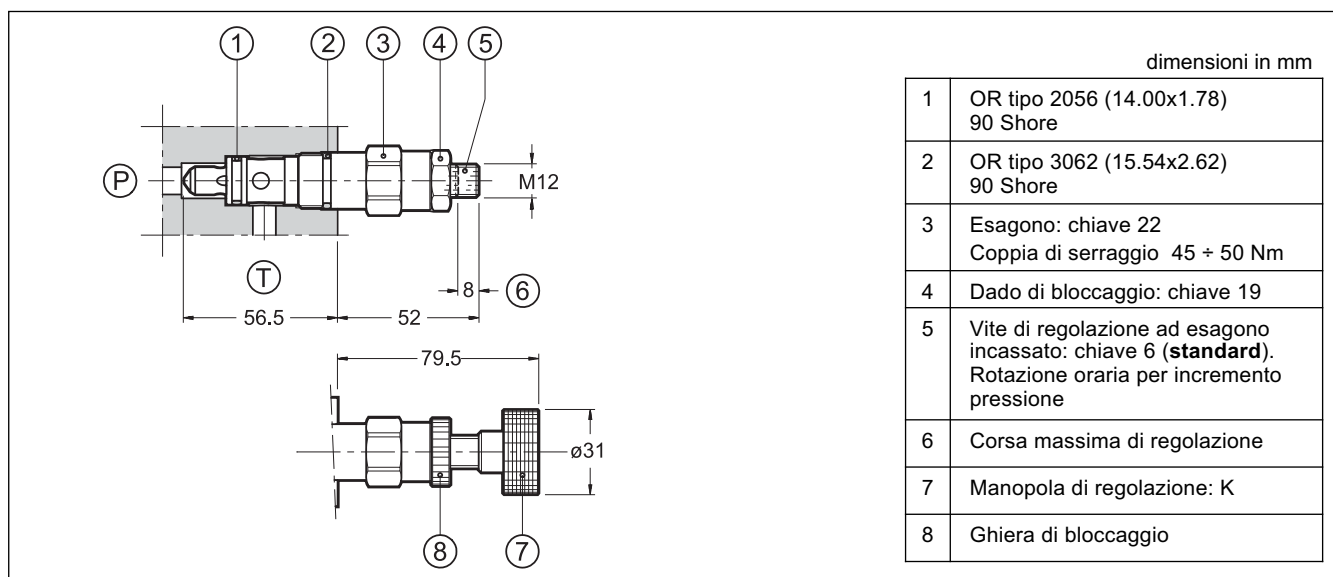 1
2
3
4
5
P
M12
T
8
6
56.5
52
79.5
ø31
8
7
dimensioni in mm
1 OR tipo 2056 (14.00x1.78)
90 Shore
2 OR tipo 3062 (15.54x2.62)
90 Shore
3 Esagono: chiave 22
Coppia di serraggio 45 ÷ 50 Nm
4 Dado di bloccaggio: chiave 19
5 Vite di regolazione ad esagono
incassato: chiave 6 (standard).
Rotazione oraria per incremento
pressione
6 Corsa massima di regolazione
7 Manopola di regolazione: K
8 Ghiera di bloccaggio